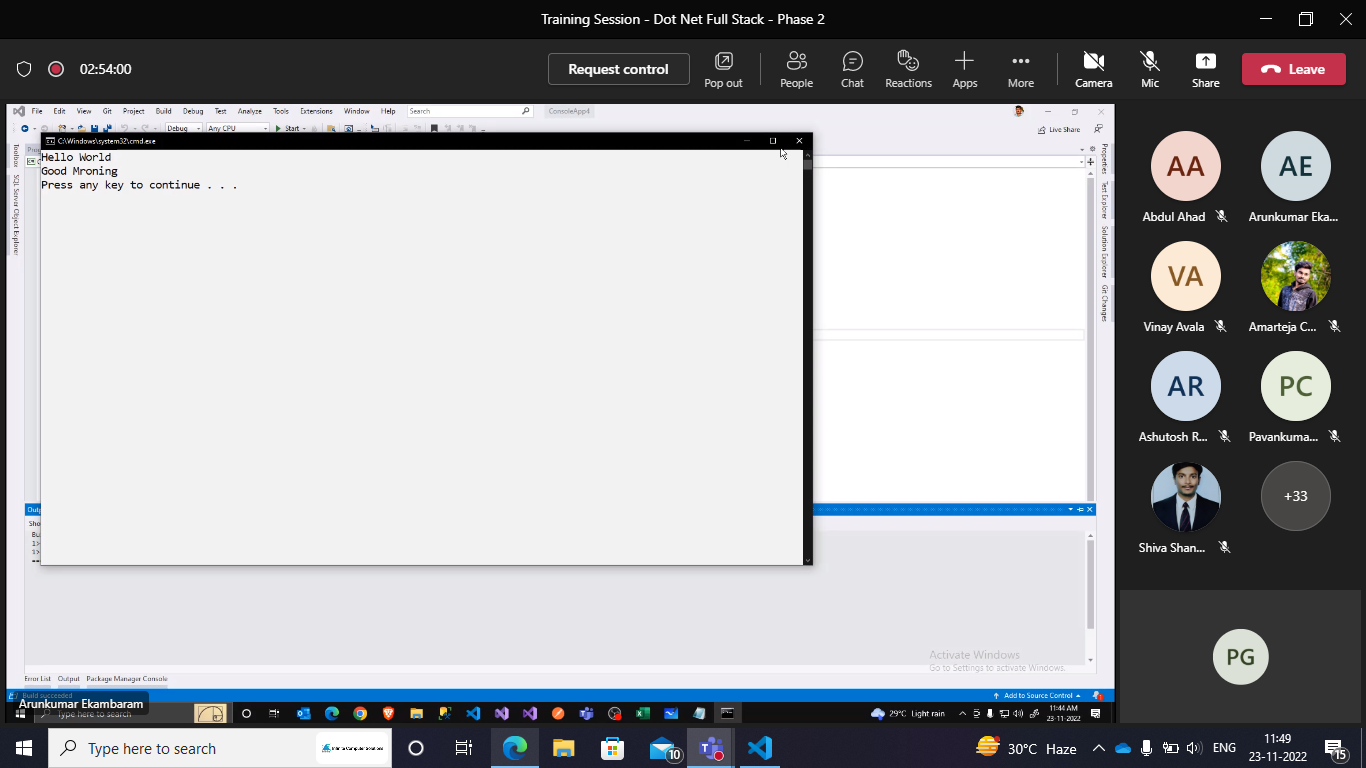 Training Session - Dot Net Full Stack - Phase 2
02:54:00
Request control
Pop out
People
Chat
Reactions
Apps
More
Camera
Mic
Share
Leave
File Edit View Git Project Build Debug Test Analyze Tools Extensions Window Help Search ConsoleApp4
Debug Any CPU Start Live Share
C:\Windows\system32\cmd.exe
Hello World
Good Mroning
Press any key to continue . . .
Toolbox
SQL Server Object Explorer
Properties
Test Explorer
Solution Explorer
Git Changes
Activate Windows
Go to Settings to activate Windows.
Error List Output Package Manager Console
Build succeeded
Add to Source Control
Arunkumar Ekambaram
Type here to search
29°C Light rain
11:44 AM
23-11-2022
AA AE
Abdul Ahad Arunkumar Eka...
VA
Vinay Avala Amarteja C...
AR PC
Ashutosh R... Pavankuma...
+33
Shiva Shan...
PG
Type here to search
Infinite Computer Solutions
10
30°C Haze
ENG
11:49
23-11-2022
15